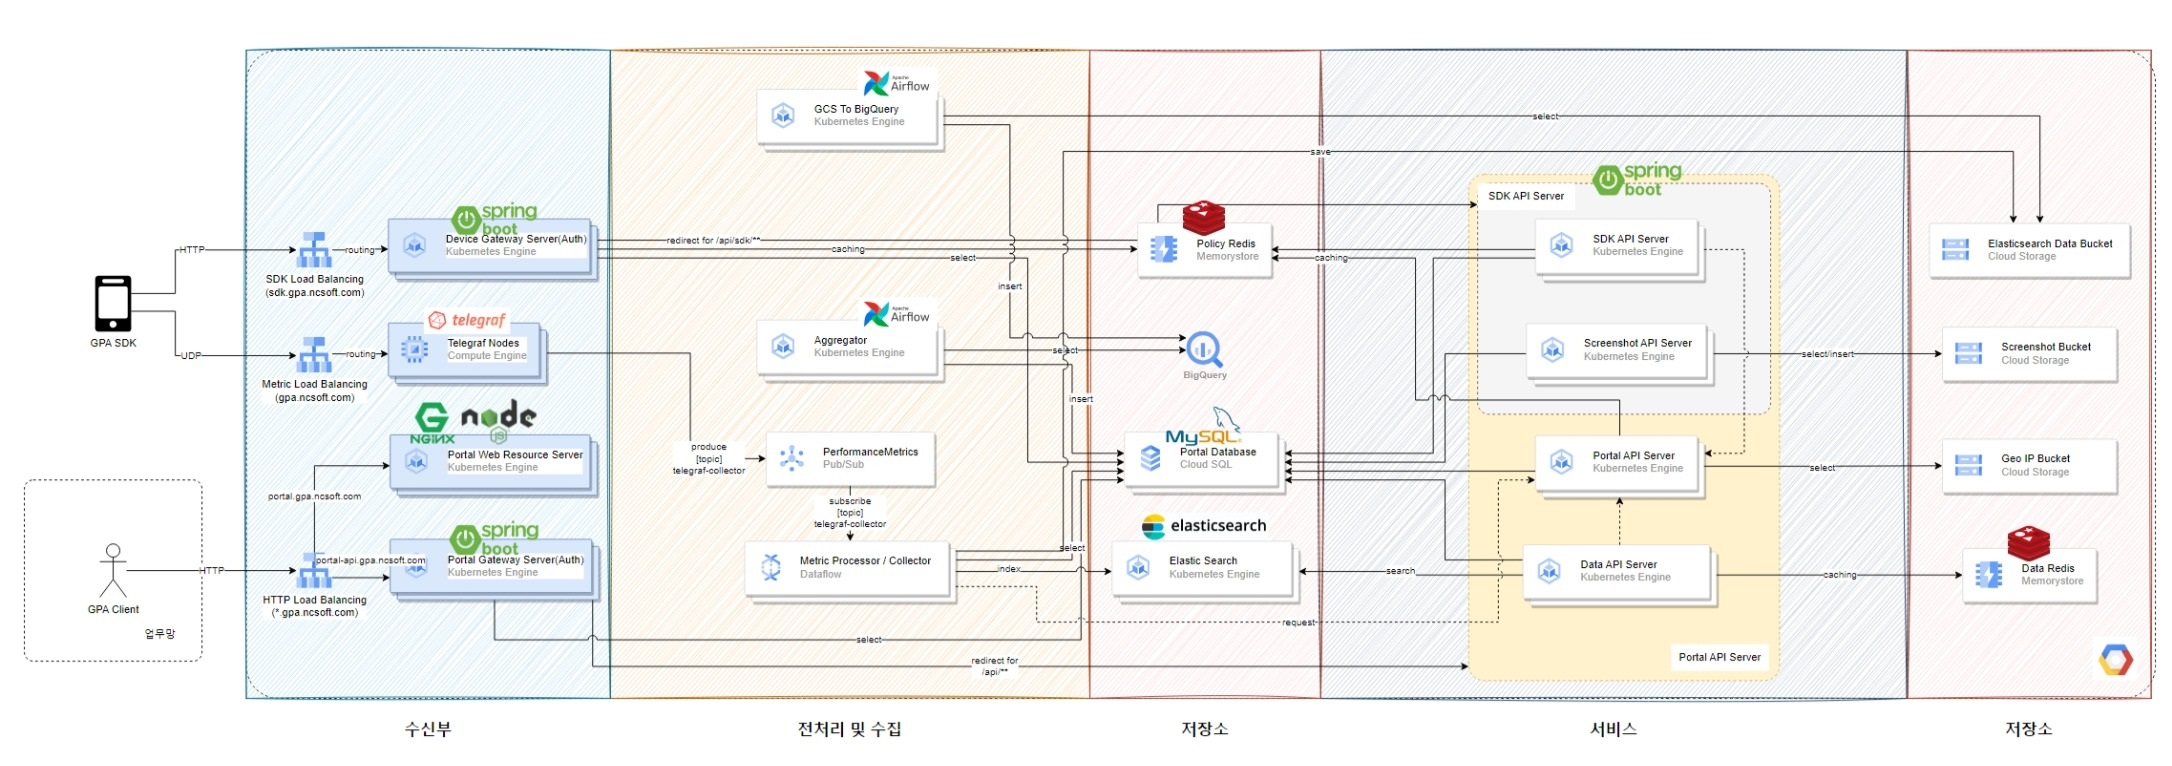 GPA SDK
HTTP
UDP
GPA Client
업무망
HTTP
SDK Load Balancing
(sdk.gpa.ncsoft.com)
routing
spring
boot
Device Gateway Server(Auth)
Kubernetes Engine
Metric Load Balancing
(gpa.ncsoft.com)
routing
telegraf
Telegraf Nodes
Compute Engine
NGINX
node
JS
Portal Web Resource Server
Kubernetes Engine
portal.gpa.ncsoft.com
portal-api.gpa.ncsoft.com
HTTP Load Balancing
(*.gpa.ncsoft.com)
spring
boot
Portal Gateway Server(Auth)
Kubernetes Engine
수신부
Apache
Airflow
GCS To BigQuery
Kubernetes Engine
redirect for /api/sdk/**
caching
select
insert
Apache
Airflow
Aggregator
Kubernetes Engine
select
insert
produce
[topic]
telegraf-collector
PerformanceMetrics
Pub/Sub
subscribe
[topic]
telegraf-collector
Metric Processor / Collector
Dataflow
select
index
select
redirect for
/api/**
전처리 및 수집
Policy Redis
Memorystore
BigQuery
MySQL
Portal Database
Cloud SQL
elasticsearch
Elastic Search
Kubernetes Engine
request
저장소
select
save
caching
search
spring
boot
SDK API Server
SDK API Server
Kubernetes Engine
Screenshot API Server
Kubernetes Engine
Portal API Server
Kubernetes Engine
Data API Server
Kubernetes Engine
Portal API Server
select/insert
select
caching
서비스
Elasticsearch Data Bucket
Cloud Storage
Screenshot Bucket
Cloud Storage
Geo IP Bucket
Cloud Storage
Data Redis
Memorystore
저장소